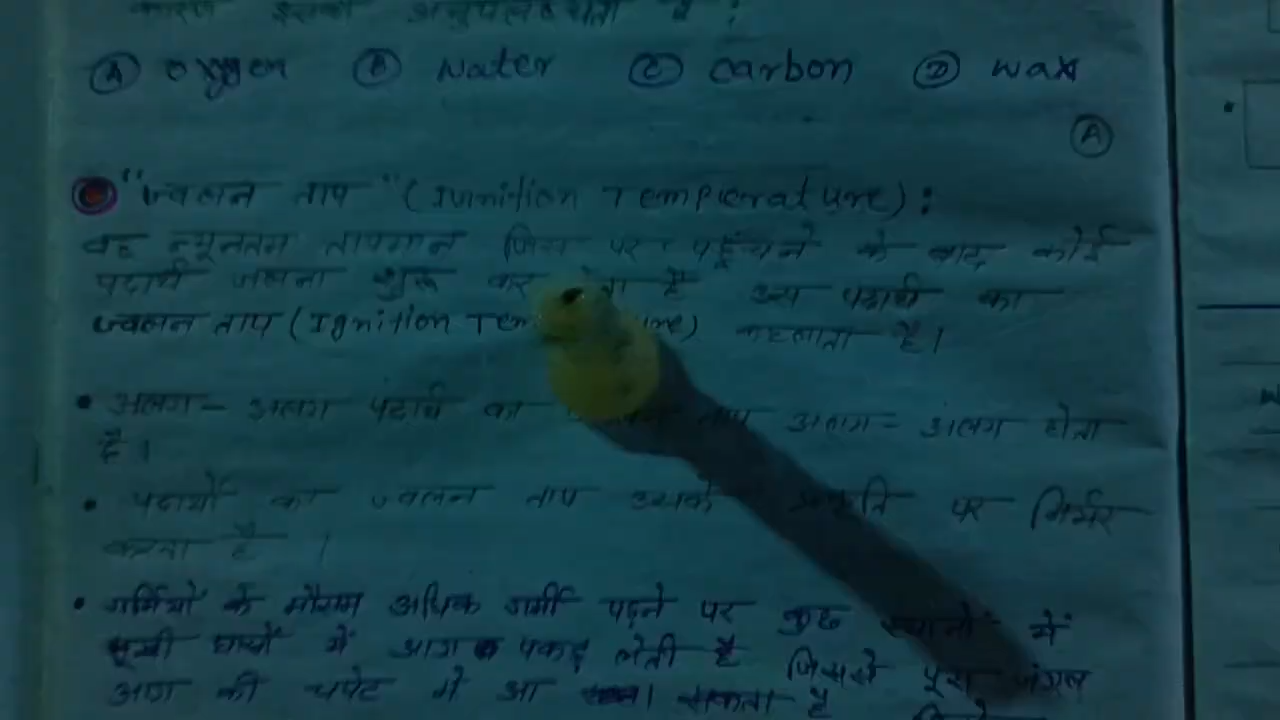 कारण इसकी अनुपलब्धता है :
Ⓐ oxygen Ⓑ water Ⓒ carbon Ⓓ wax
Ⓐ
"ज्वलन ताप" (Ignition Temperature) :
वह न्यूनतम तापमान जिस पर पहुँचने के बाद कोई
पदार्थ जलना शुरू कर है उस पदार्थ का
ज्वलन ताप (Ignition कहलाता है।
• अलग - अलग पदार्थ का ताप अलग - अलग होता
है।
• पदार्थो का ज्वलन ताप उसके प्रकृति पर निर्भर
करता है ।
• गर्मियों के मौसम अधिक गर्मी पड़ने पर कुछ स्थानों में
सूखी घासों में आग पकड़ लेती है जिससे पूरा जंगल
आग की चपेट में आ सकता है